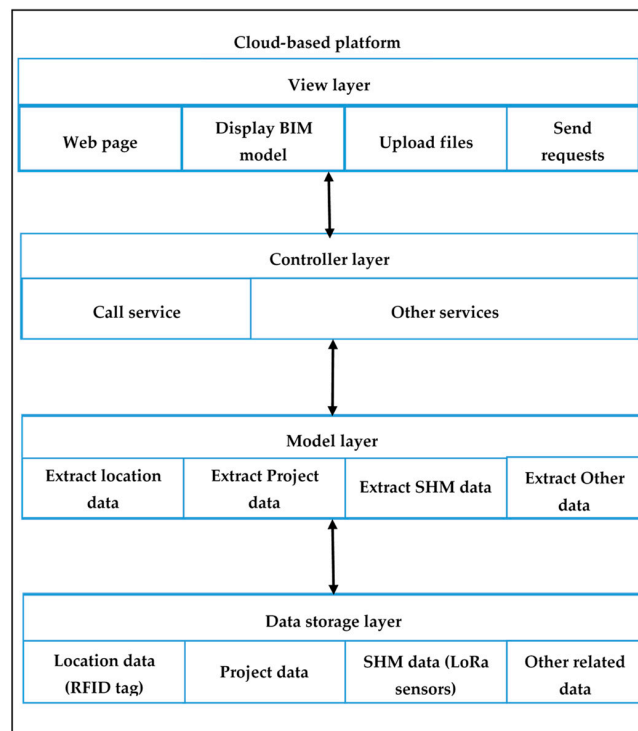 Cloud-based platform
View layer
Web page
Display BIM
model
Upload files
Send
requests
Controller layer
Call service
Other services
Model layer
Extract location
data
Extract Project
data
Extract SHM data
Extract Other
data
Data storage layer
Location data
(RFID tag)
Project data
SHM data (LoRa
sensors)
Other related
data